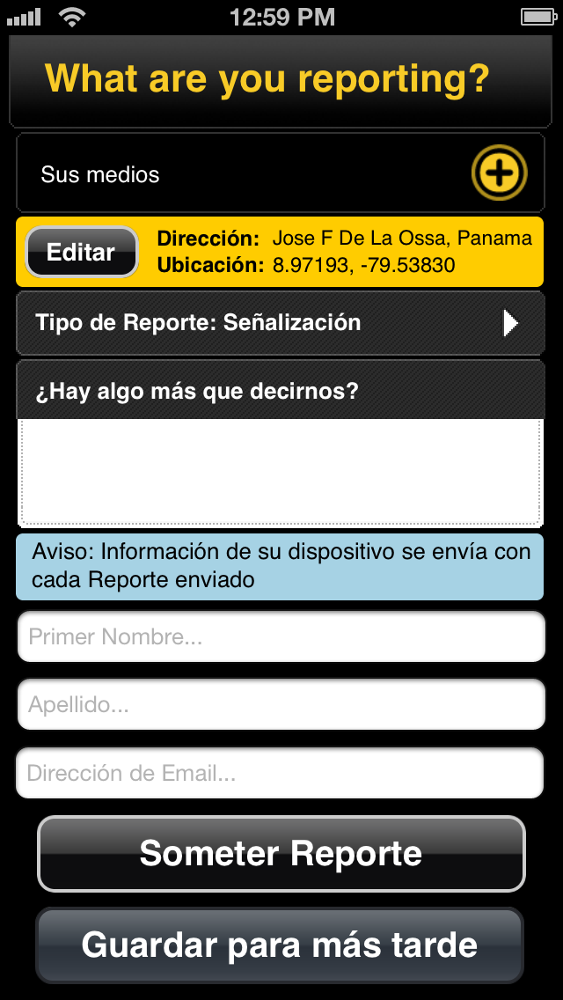 12:59 PM
What are you reporting?
Sus medios
Editar
Dirección: Jose F De La Ossa, Panama
Ubicación: 8.97193, -79.53830
Tipo de Reporte: Señalización
¿Hay algo más que decirnos?
Aviso: Información de su dispositivo se envía con
cada Reporte enviado
Primer Nombre...
Apellido...
Dirección de Email...
Someter Reporte
Guardar para más tarde